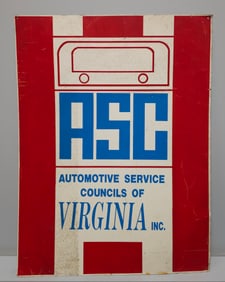 ASC
AUTOMOTIVE SERVICE
COUNCILS OF
VIRGINIA INC.